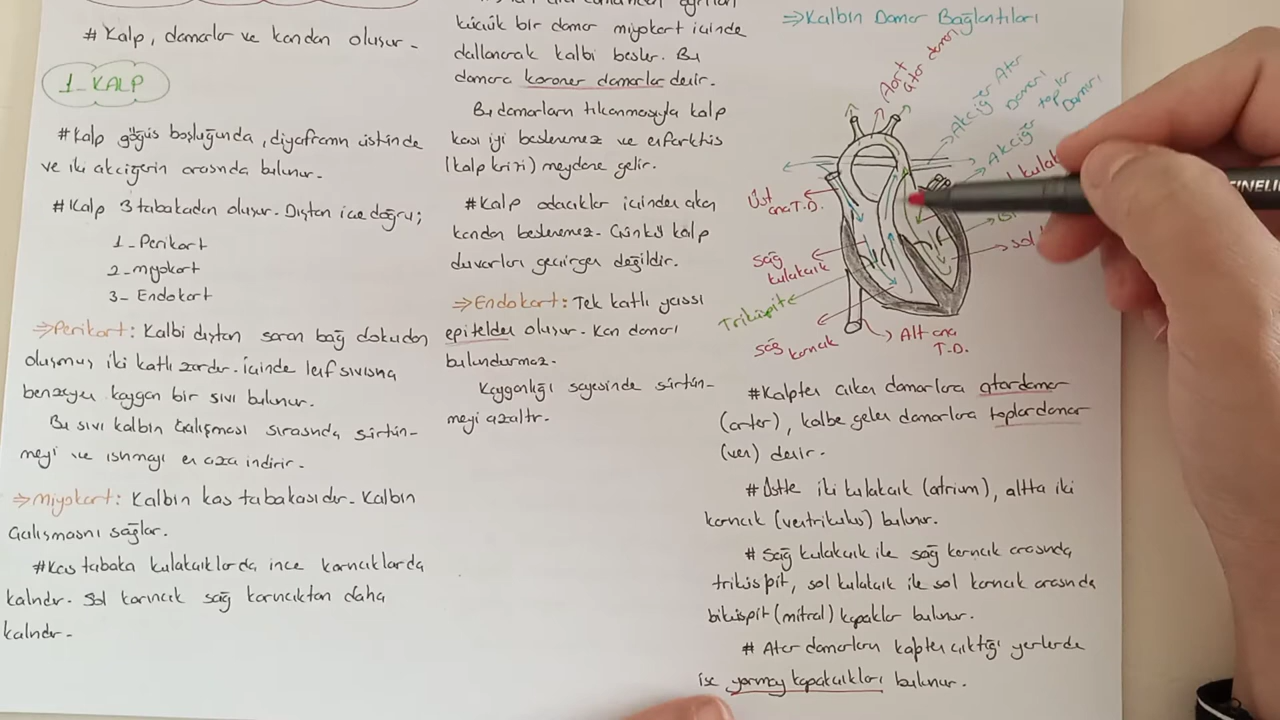 # Kalp, damarlar ve kandan oluşur.
1- KALP
# Kalp göğüs boşluğunda, diyaframın üstünde
ve iki akciğerin arasında bulunur.
# Kalp 3 tabakadan oluşur. Dıştan içe doğru;
1- Perikart
2- miyokart
3- Endokart
⇒Perikart: Kalbi dıştan saran bağ dokudan
oluşmuş iki katlı zardır. İçinde lenf sıvısına
benzeyen kaygan bir sıvı bulunur.
Bu sıvı kalbin çalışması sırasında sürtün-
meyi ve ısınmayı en aza indirir.
⇒Miyokart: Kalbin kas tabakasıdır. Kalbin
çalışmasını sağlar.
#Kas tabaka kulakçıklarda ince karıncıklarda
kalındır. Sol karıncık sağ karıncıktan daha
kalındır.
küçük bir damar miyokart içinde
dallanarak kalbi besler. Bu
damara koroner damarlar denir.
Bu damarların tıkanmasıyla kalp
kası iyi beslenemez ve enfarktüs
(kalp krizi) meydana gelir.
#Kalp odacıklar içinden akan
kandan beslenemez. Çünkü kalp
duvarları geçirgen değildir.
⇒Endokart: Tek katlı yassı
epitelden oluşur. Kan damarı
bulundurmaz.
Kayganlığı sayesinde sürtün-
meyi azaltır.
⇒Kalbin Damar Bağlantıları
Aort
atar damarı
Akciğer Atar
Damarı
Akciğer toplar
Damarı
Üst
ana T.D.
kulak
sağ
kulakçık
sol
Triküspit
sağ karıncık
Alt ana
T.D.
#Kalpten çıkan damarlara atardamar
(arter), kalbe gelen damarlara toplardamar
(ven) denir.
#Üstte iki kulakçık (atrium), altta iki
karıncık (ventrikulus) bulunur.
# Sağ kulakçık ile sağ karıncık arasında
triküspit, sol kulakçık ile sol karıncık arasında
biküspit (mitral) kapaklar bulunur.
# Atar damarların kalpten çıktığı yerlerde
ise yarımay kapakçıkları bulunur.